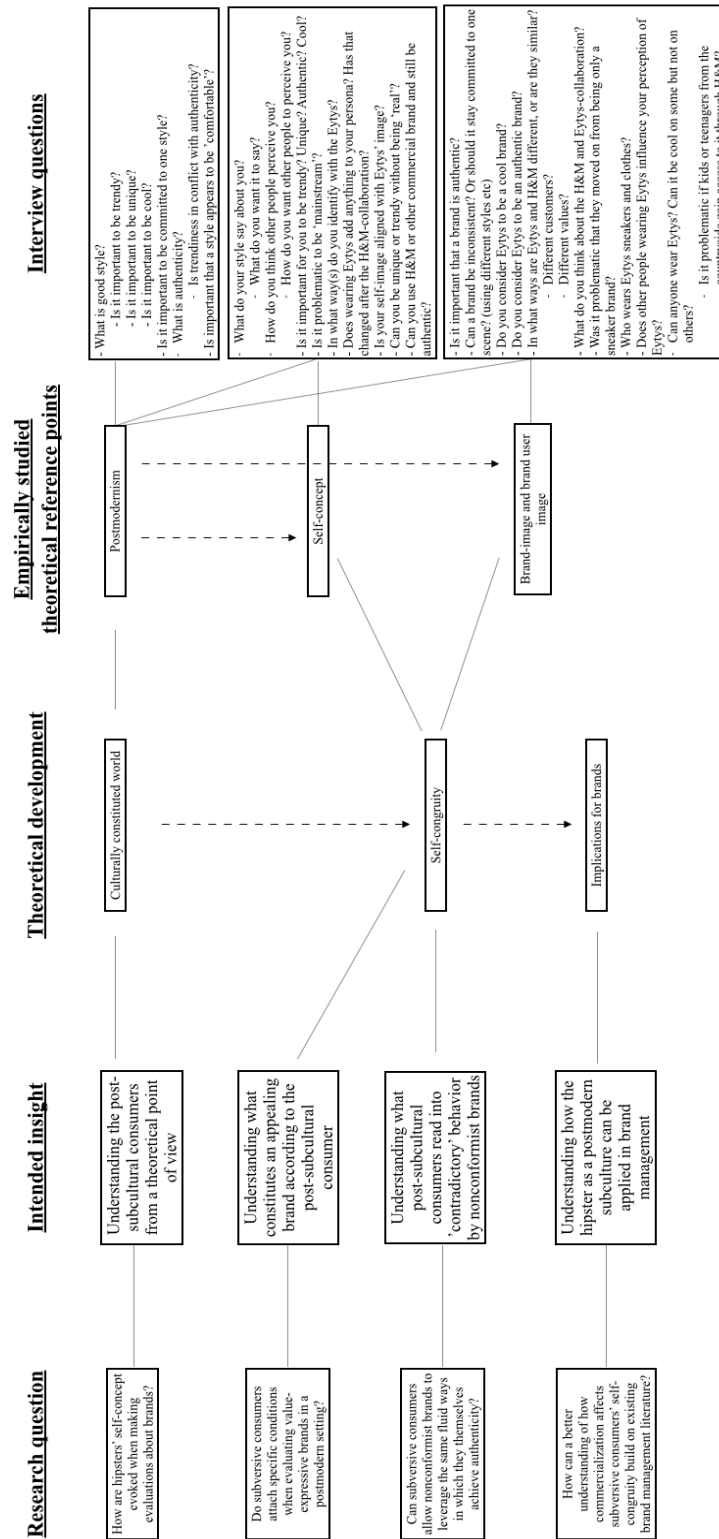 Research question
How are hipsters' self-concept
evoked when making
evaluations about brands?
Do subversive consumers
attach specific conditions
when evaluating value-
expressive brands in a
postmodern setting?
Can subversive consumers
allow nonconformist brands to
leverage the same fluid ways
in which they themselves
achieve authenticity?
How can a better
understanding of how
commercialization affects
subversive consumers' self-
congruity build on existing
brand management literature?
Intended insight
Understanding the post-
subcultural consumers
from a theoretical point
of view
Understanding what
constitutes an appealing
brand according to the
post-subcultural
consumer
Understanding what
post-subcultural
consumers read into
'contradictory' behavior
by nonconformist brands
Understanding how the
hipster as a postmodern
subculture can be
applied in brand
management
Theoretical development
Culturally constituted world
Self-congruity
Implications for brands
Empirically studied
theoretical reference points
Postmodernism
Self-concept
Brand-image and brand user
image
Interview questions
- What is good style?
- Is it important to be trendy?
- Is it important to be unique?
- Is it important to be cool?
- Is it important to be committed to one style?
- What is authenticity?
- Is trendiness in conflict with authenticity?
- Is important that a style appears to be 'comfortable'?
- What do your style say about you?
- What do you want it to say?
- How do you think other people perceive you?
- How do you want other people to perceive you?
- Is it important for you to be trendy? Unique? Authentic? Cool?
- Is it problematic to be 'mainstream'?
- In what way(s) do you identify with the Eytys?
- Does wearing Eytys add anything to your persona? Has that
changed after the H&M-collaboration?
- Is your self-image aligned with Eytys' image?
- Can you be unique or trendy without being 'real'?
- Can you use H&M or other commercial brand and still be
authentic?
- Is it important that a brand is authentic?
- Can a brand be inconsistent? Or should it stay committed to one
scene? (using different styles etc)
- Do you consider Eytys to be a cool brand?
- Do you consider Eytys to be an authentic brand?
- In what ways are Eytys and H&M different, or are they similar?
- Different customers?
- Different values?
- What do you think about the H&M and Eytys-collaboration?
- Was it problematic that they moved on from being only a
sneaker brand?
- Who wears Eytys sneakers and clothes?
- Does other people wearing Eytys influence your perception of
Eytys?
- Can anyone wear Eytys? Can it be cool on some but not on
others?
- Is it problematic if kids or teenagers from the